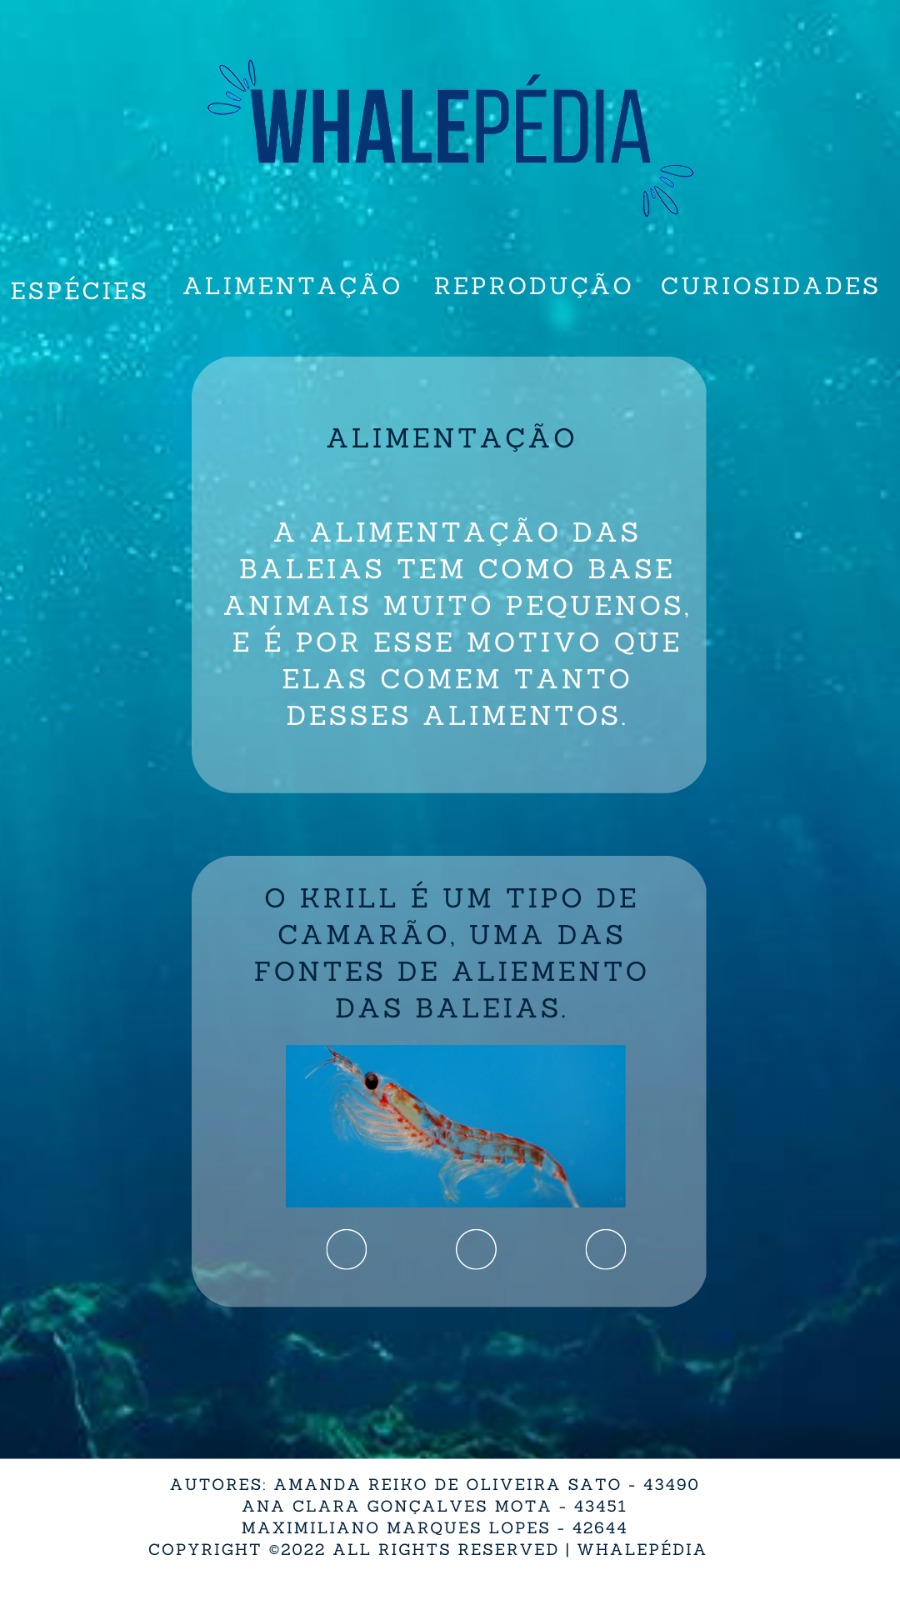 WHALEPÉDIA
ESPÉCIES ALIMENTAÇÃO REPRODUÇÃO CURIOSIDADES
ALIMENTAÇÃO
A ALIMENTAÇÃO DAS
BALEIAS TEM COMO BASE
ANIMAIS MUITO PEQUENOS,
E É POR ESSE MOTIVO QUE
ELAS COMEM TANTO
DESSES ALIMENTOS.
O KRILL É UM TIPO DE
CAMARÃO, UMA DAS
FONTES DE ALIEMENTO
DAS BALEIAS.
AUTORES: AMANDA REIKO DE OLIVEIRA SATO - 43490
ANA CLARA GONÇALVES MOTA - 43451
MAXIMILIANO MARQUES LOPES - 42644
COPYRIGHT ©2022 ALL RIGHTS RESERVED | WHALEPÉDIA